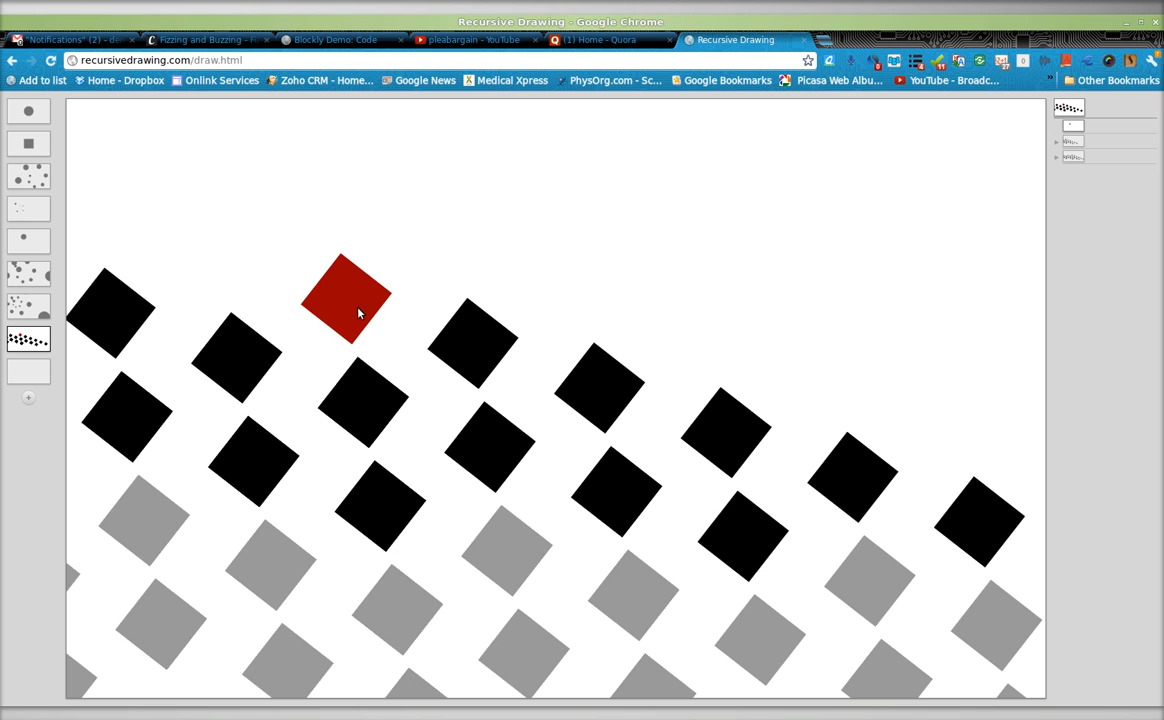 Recursive Drawing - Google Chrome
"Notifications" (2) - d
Fizzing and Buzzing - F
Blockly Demo: Code
pleabargain - YouTube
(1) Home - Quora
Recursive Drawing
recursivedrawing.com/draw.html
Add to list
Home - Dropbox
Onlink Services
Zoho CRM - Home...
Google News
Medical Xpress
PhysOrg.com - Sc...
Google Bookmarks
Picasa Web Albu...
YouTube - Broadc...
»
Other Bookmarks